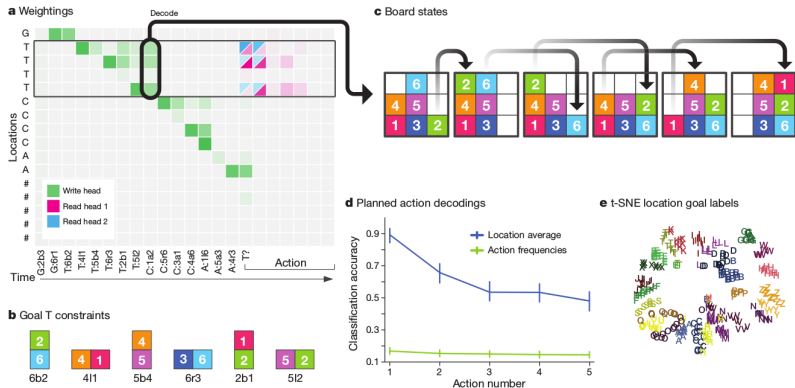 a Weightings
Decode
G
T
T
T
T
C
C
C
C
A
A
#
#
#
#
#
Locations
Write head
Read head 1
Read head 2
G:2b3 G:6r1 T:6b2 T:4l1 T:5b4 T:6r3 T:2b1 T:5l2 C:1a2 C:5r6 C:3a1 C:4a6 A:1l6 A:5a3 A:4r3 T?
Action
Time
b Goal T constraints
2 4 1
6 4 1 5 3 6 2 5 2
6b2 4l1 5b4 6r3 2b1 5l2
c Board states
6 2 6 2 4 4 1
4 5 4 5 4 5 4 5 2 5 2 5 2
1 3 2 1 3 1 3 6 1 3 6 1 3 6 3 6
d Planned action decodings
Location average
Action frequencies
Classification accuracy
0.9
0.7
0.5
0.3
0.1
1 2 3 4 5
Action number
e t-SNE location goal labels